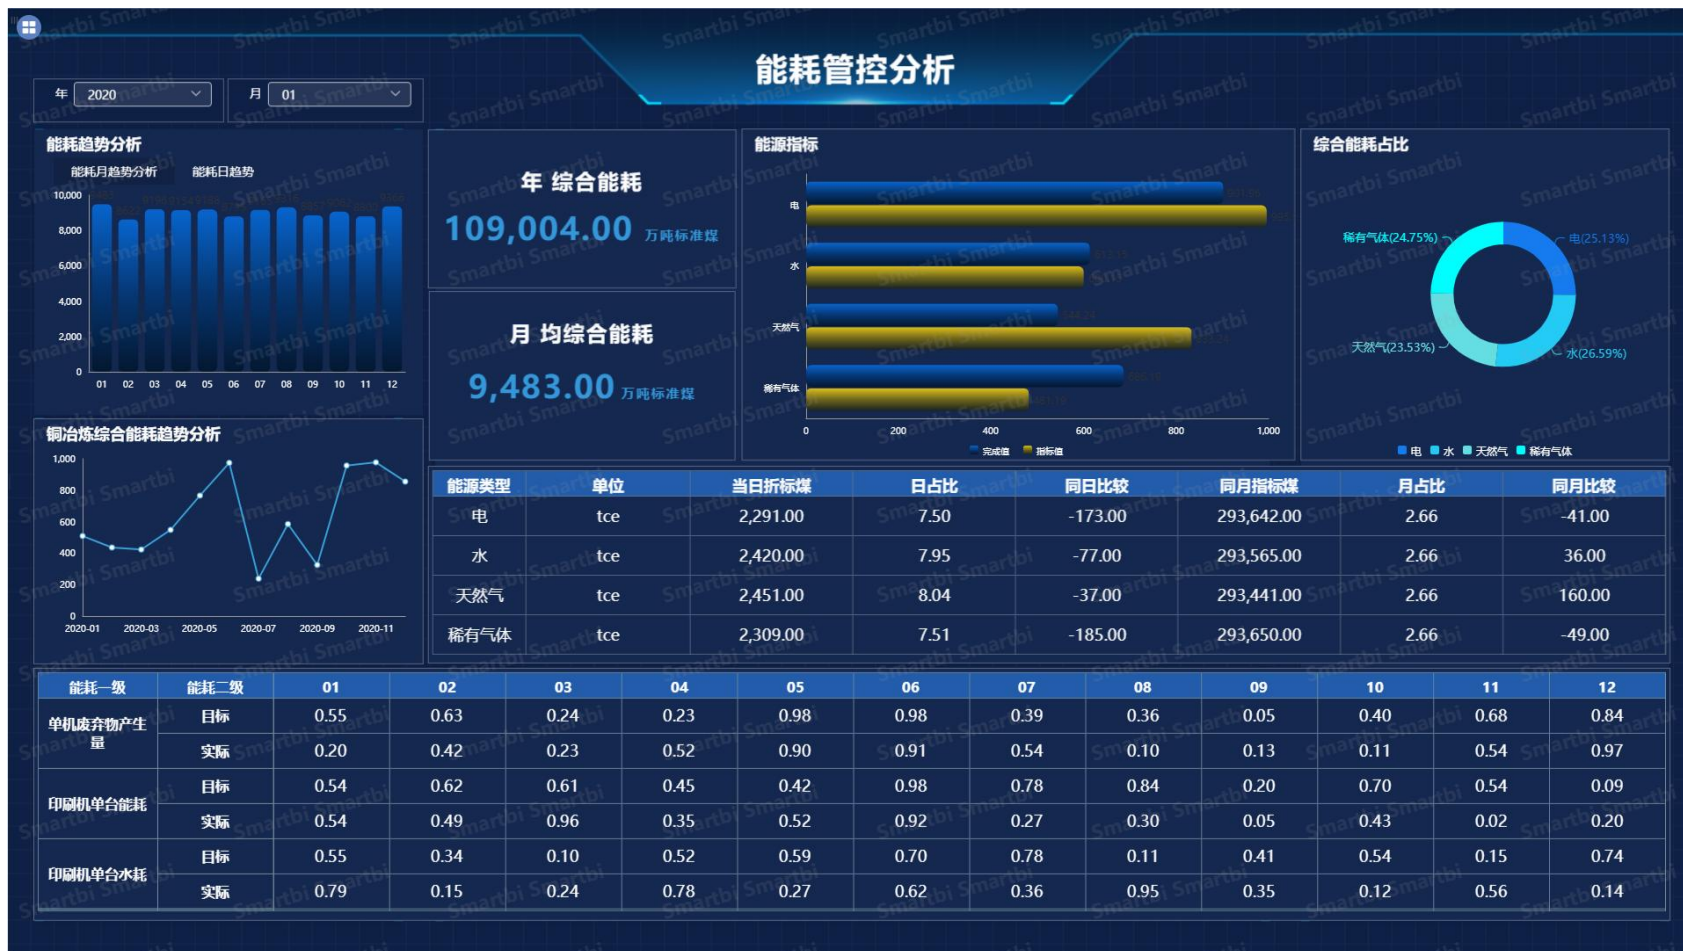 能耗管控分析
年 2020 月 01
能耗趋势分析
能耗月趋势分析 能耗日趋势
10,000
8,000
6,000
4,000
2,000
0
01 02 03 04 05 06 07 08 09 10 11 12
年 综合能耗
109,004.00 万吨标准煤
月 均综合能耗
9,483.00 万吨标准煤
能源指标
电
水
天然气
稀有气体
0 200 400 600 800 1,000
完成值 指标值
综合能耗占比
稀有气体(24.75%)
电(25.13%)
天然气(23.53%)
水(26.59%)
电 水 天然气 稀有气体
铜冶炼综合能耗趋势分析
1,000
800
600
400
200
0
2020-01 2020-03 2020-05 2020-07 2020-09 2020-11
能源类型 单位 当日折标煤 日占比 同日比较 同月指标煤 月占比 同月比较
电 tce 2,291.00 7.50 -173.00 293,642.00 2.66 -41.00
水 tce 2,420.00 7.95 -77.00 293,565.00 2.66 36.00
天然气 tce 2,451.00 8.04 -37.00 293,441.00 2.66 160.00
稀有气体 tce 2,309.00 7.51 -185.00 293,650.00 2.66 -49.00
能耗一级 能耗二级 01 02 03 04 05 06 07 08 09 10 11 12
单机废弃物产生量
目标 0.55 0.63 0.24 0.23 0.98 0.98 0.39 0.36 0.05 0.40 0.68 0.84
实际 0.20 0.42 0.23 0.52 0.90 0.91 0.54 0.10 0.13 0.11 0.54 0.97
印刷机单台能耗
目标 0.54 0.62 0.61 0.45 0.42 0.98 0.78 0.84 0.20 0.70 0.54 0.09
实际 0.54 0.49 0.96 0.35 0.52 0.92 0.27 0.30 0.05 0.43 0.02 0.20
印刷机单台水耗
目标 0.55 0.34 0.10 0.52 0.59 0.70 0.78 0.11 0.41 0.54 0.15 0.74
实际 0.79 0.15 0.24 0.78 0.27 0.62 0.36 0.95 0.35 0.12 0.56 0.14
Smartbi